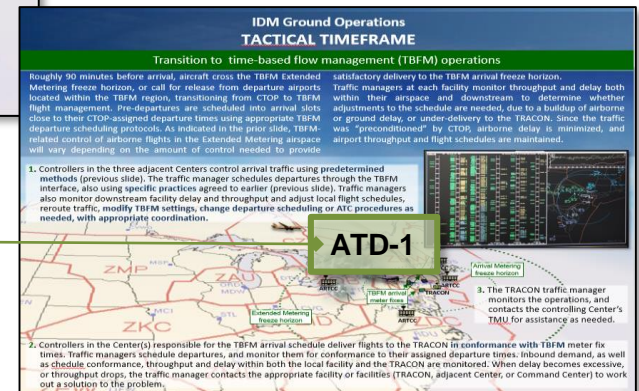 IDM Ground Operations
TACTICAL TIMEFRAME
Transition to time-based flow management (TBFM) operations
Roughly 90 minutes before arrival, aircraft cross the TBFM Extended
Metering freeze horizon, or call for release from departure airports
located within the TBFM region, transitioning from CTOP to TBFM
flight management. Pre-departures are scheduled into arrival slots
close to their CTOP-assigned departure times using appropriate TBFM
departure scheduling protocols. As indicated in the prior slide, TBFM-
related control of airborne flights in the Extended Metering airspace
will vary depending on the amount of control needed to provide
satisfactory delivery to the TBFM arrival freeze horizon.
Traffic managers at each facility monitor throughput and delay both
within their airspace and downstream to determine whether
adjustments to the schedule are needed, due to a buildup of airborne
or ground delay, or under-delivery to the TRACON. Since the traffic
was "preconditioned" by CTOP, airborne delay is minimized, and
airport throughput and flight schedules are maintained.
1. Controllers in the three adjacent Centers control arrival traffic using predetermined
methods (previous slide). The traffic manager schedules departures through the TBFM
interface, also using specific practices agreed to earlier (previous slide). Traffic managers
also monitor downstream facility delay and throughput and adjust local flight schedules,
reroute traffic, modify TBFM settings, change departure scheduling or ATC procedures as
needed, with appropriate coordination.
ATD-1
ZMP
MSP
ZAU
ORD
MDW
Arrival Metering
freeze horizon
ARTCC
TRACON
TBFM arrival
meter fixes
ARTCC
Extended Metering
freeze horizon
MCI
STL
ZKC
3. The TRACON traffic manager
monitors the operations, and
contacts the controlling Center's
TMU for assistance as needed.
2. Controllers in the Center(s) responsible for the TBFM arrival schedule deliver flights to the TRACON in conformance with TBFM meter fix
times. Traffic managers schedule departures, and monitor them for conformance to their assigned departure times. Inbound demand, as well
as chedule conformance, throughput and delay within both the local facility and the TRACON are monitored. When delay becomes excessive,
or throughput drops, the traffic manager contacts the appropriate facility or facilities (TRACON, adjacent Center, or Command Center) to work
out a solution to the problem.